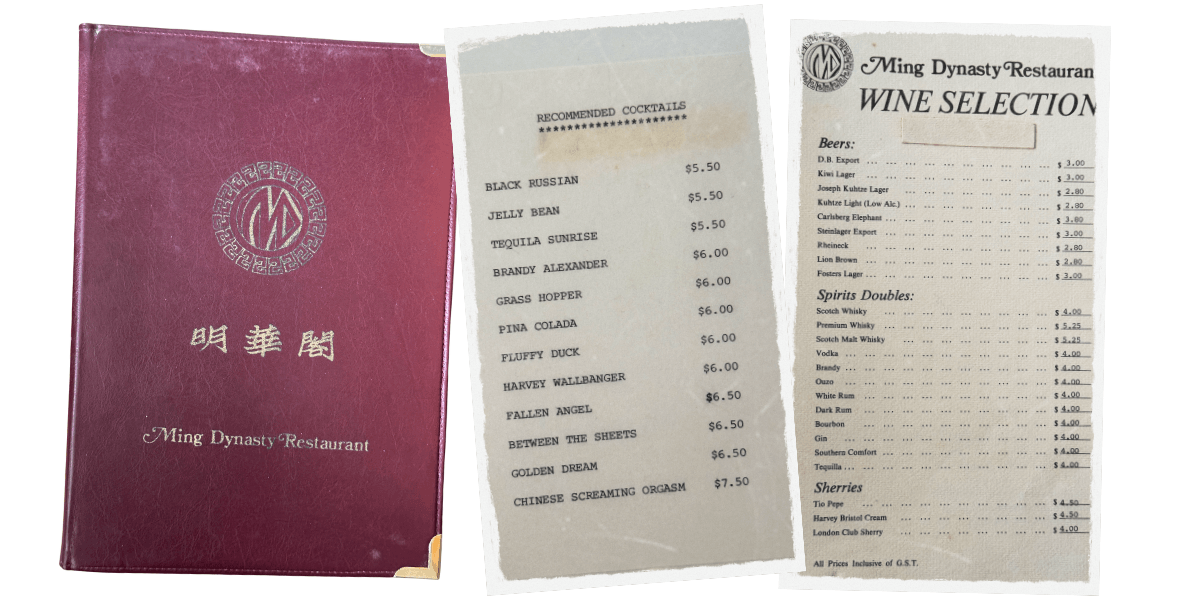 MD
明華閣
Ming Dynasty Restaurant
RECOMMENDED COCKTAILS
*********************
BLACK RUSSIAN $5.50
JELLY BEAN $5.50
TEQUILA SUNRISE $5.50
BRANDY ALEXANDER $6.00
GRASS HOPPER $6.00
PINA COLADA $6.00
FLUFFY DUCK $6.00
HARVEY WALLBANGER $6.00
FALLEN ANGEL $6.50
BETWEEN THE SHEETS $6.50
GOLDEN DREAM $6.50
CHINESE SCREAMING ORGASM $7.50
MD
Ming Dynasty Restauran
WINE SELECTION
Beers:
D.B. Export ... $ 3.00
Kiwi Lager ... $ 3.00
Joseph Kuhtze Lager ... $ 2.80
Kuhtze Light (Low Alc.) ... $ 2.80
Carlsberg Elephant ... $ 3.80
Steinlager Export ... $ 3.00
Rheineck ... $ 2.80
Lion Brown ... $ 2.80
Fosters Lager ... $ 3.00
Spirits Doubles:
Scotch Whisky ... $ 4.00
Premium Whisky ... $ 5.25
Scotch Malt Whisky ... $ 5.25
Vodka ... $ 4.00
Brandy ... $ 4.00
Ouzo ... $ 4.00
White Rum ... $ 4.00
Dark Rum ... $ 4.00
Bourbon ... $ 4.00
Gin ... $ 4.00
Southern Comfort ... $ 4.00
Tequilla ... $ 4.00
Sherries
Tio Pepe ... $ 4.50
Harvey Bristol Cream ... $ 4.50
London Club Sherry ... $ 4.00
All Prices Inclusive of G.S.T.